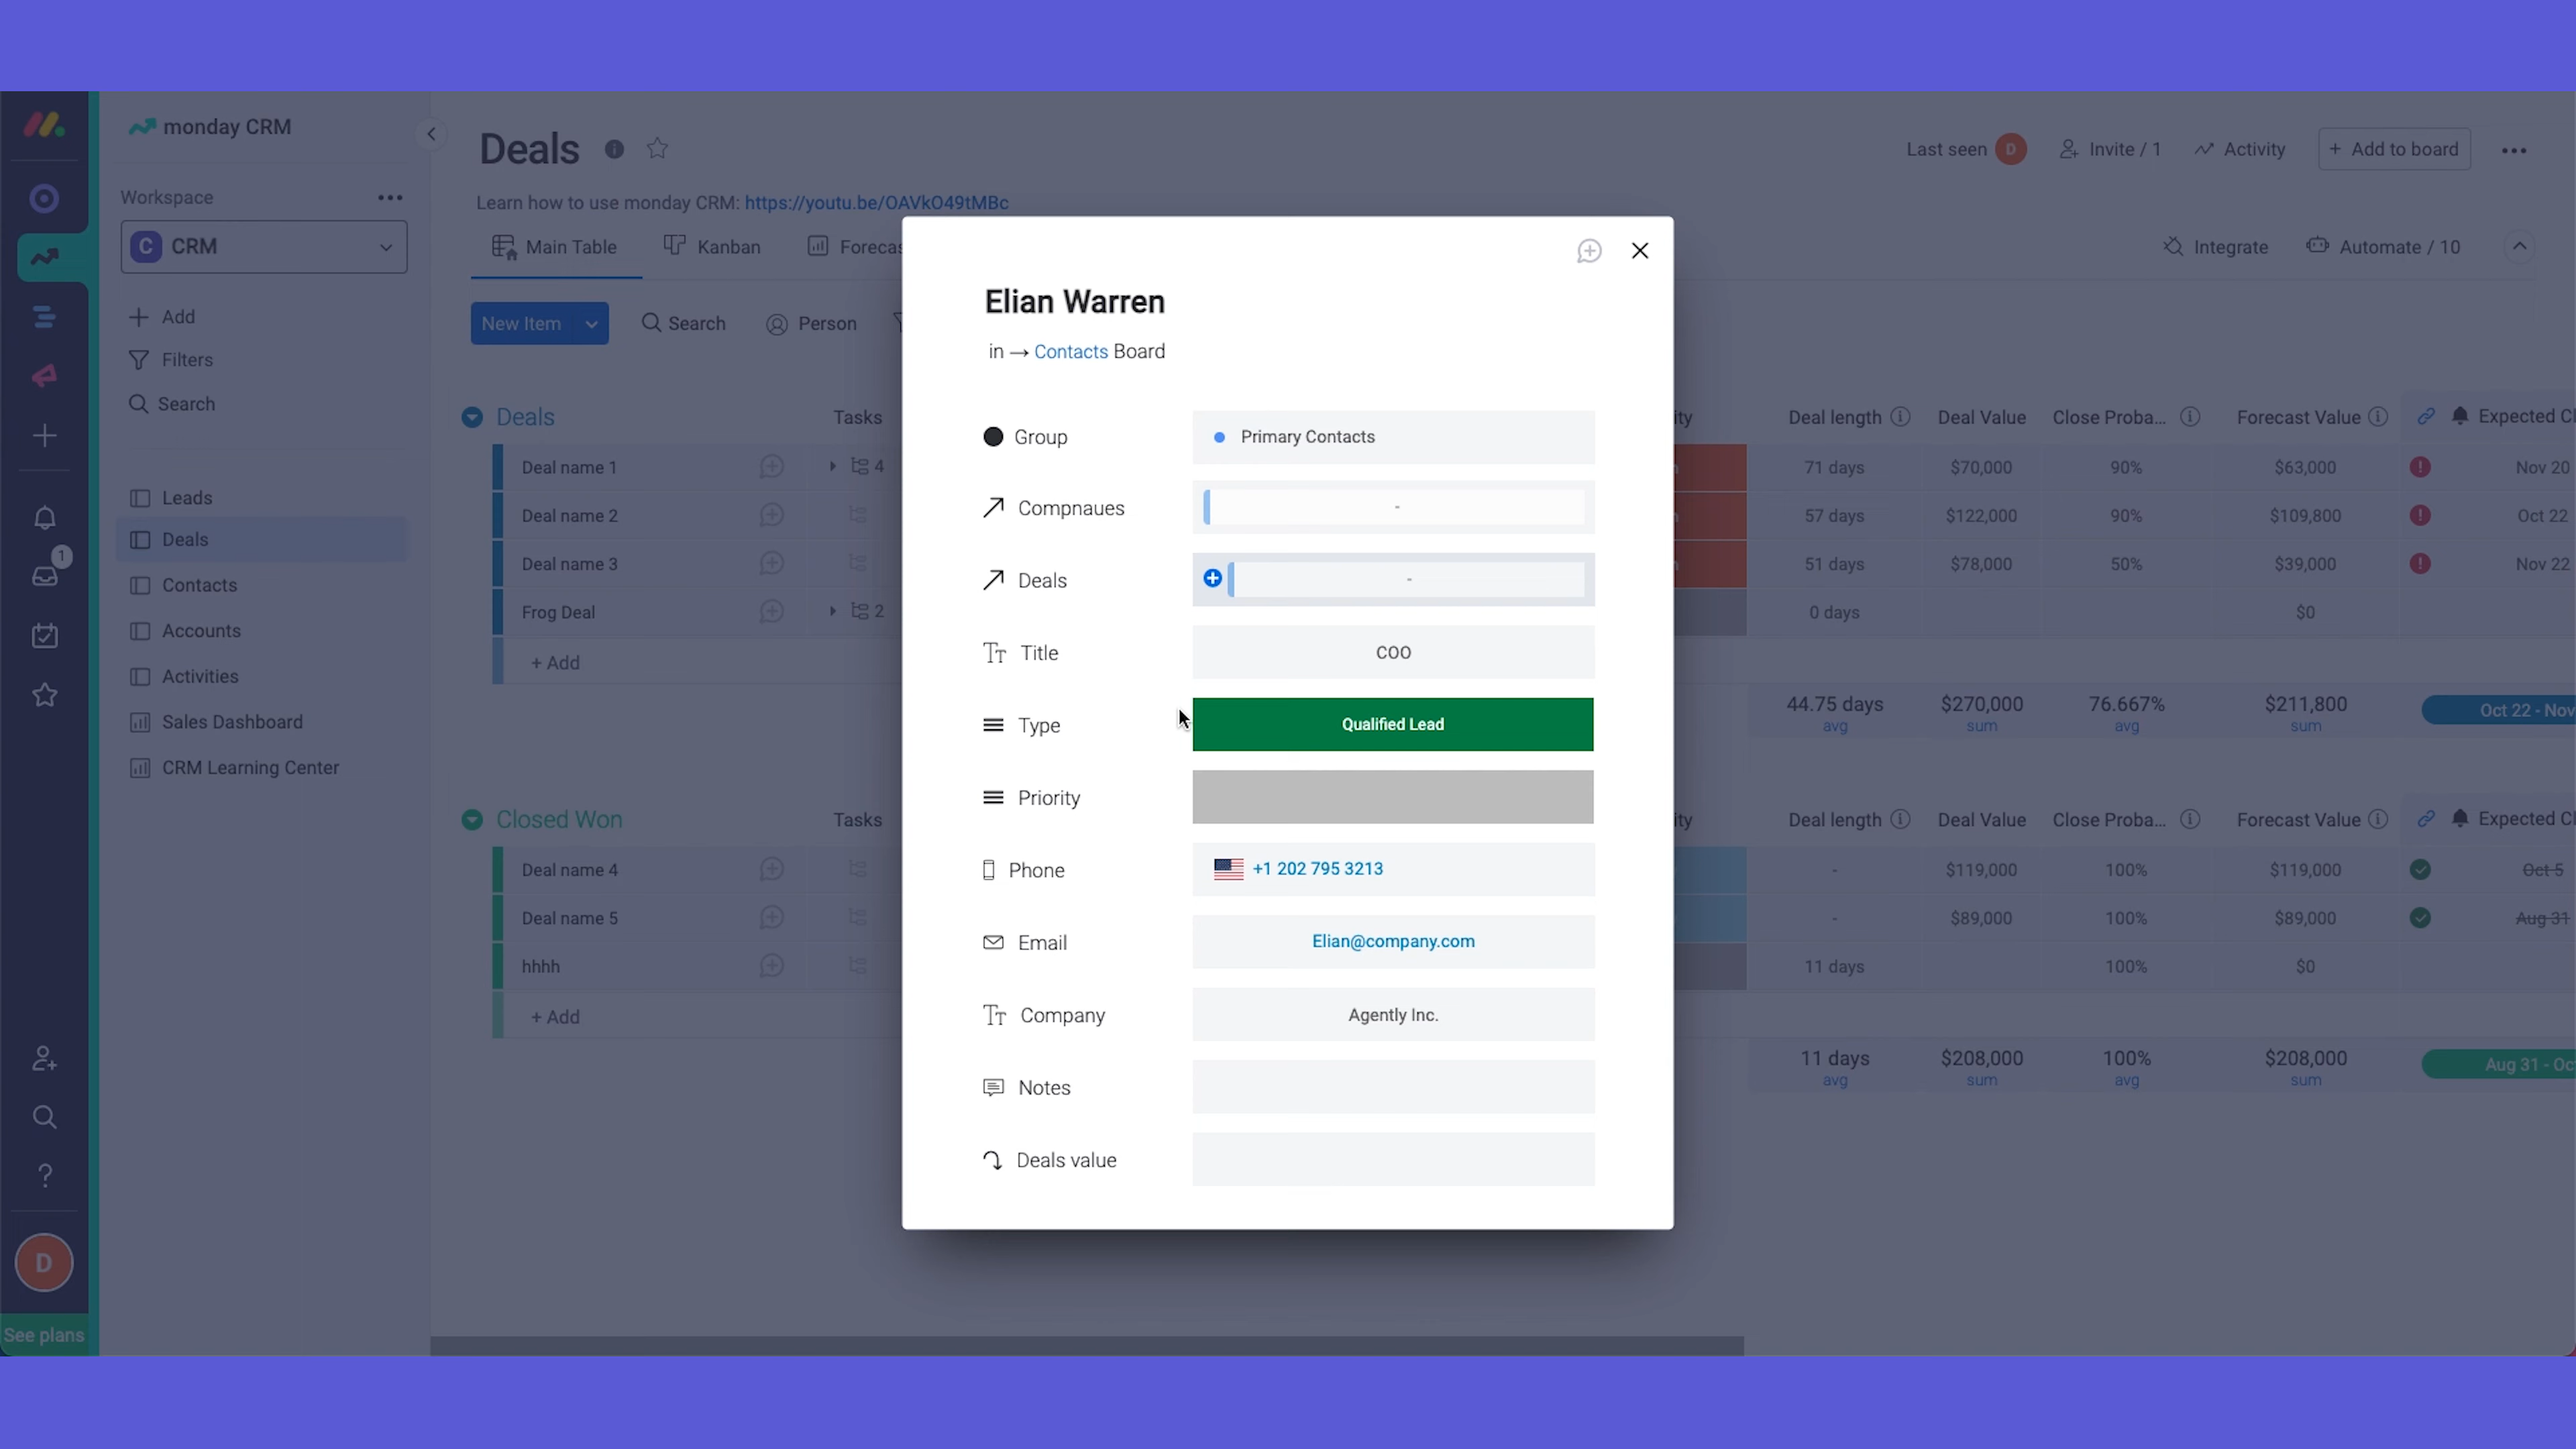 monday CRM
Workspace
C CRM
Add
Filters
Search
Leads
Deals
Contacts
Accounts
Activities
Sales Dashboard
CRM Learning Center
1
D
See plans
Deals
Last seen D Invite / 1 Activity + Add to board
Learn how to use monday CRM: https://youtu.be/OAVkO49tMBc
Main Table Kanban Integrate Automate / 10
New Item Search Person
Deals Tasks Deal length Deal Value Close Proba... Forecast Value
Deal name 1 4 71 days $70,000 90% $63,000 Nov 20
Deal name 2 57 days $122,000 90% $109,800 Oct 22
Deal name 3 51 days $78,000 50% $39,000 Nov 22
Frog Deal 2 0 days $0
+ Add
44.75 days $270,000 76.667% $211,800 Oct 22 - Nov
avg sum avg sum
Closed Won Tasks Deal length Deal Value Close Proba... Forecast Value
Deal name 4 - $119,000 100% $119,000 Oct 5
Deal name 5 - $89,000 100% $89,000 Aug 31
hhhh 11 days 100% $0
+ Add
11 days $208,000 100% $208,000
avg sum avg sum
Elian Warren
in → Contacts Board
Group Primary Contacts
Compnaues -
Deals -
Title COO
Type Qualified Lead
Priority
Phone +1 202 795 3213
Email Elian@company.com
Company Agently Inc.
Notes
Deals value